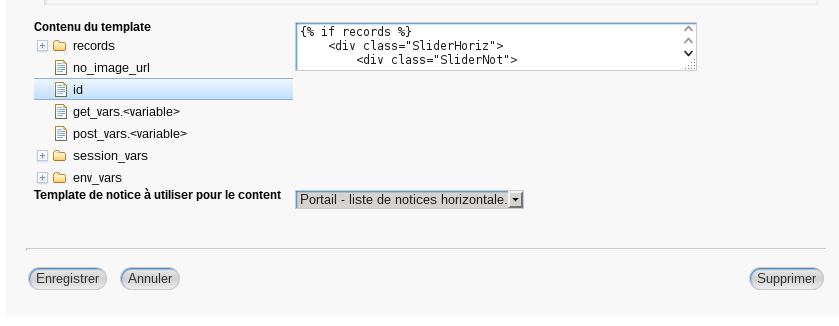 Contenu du template
records
no_image_url
id
get_vars.<variable>
post_vars.<variable>
session_vars
env_vars
{% if records %}
    <div class="SliderHoriz">
        <div class="SliderNot">
Template de notice à utiliser pour le content
Portail - liste de notices horizontale.
Enregistrer
Annuler
Supprimer